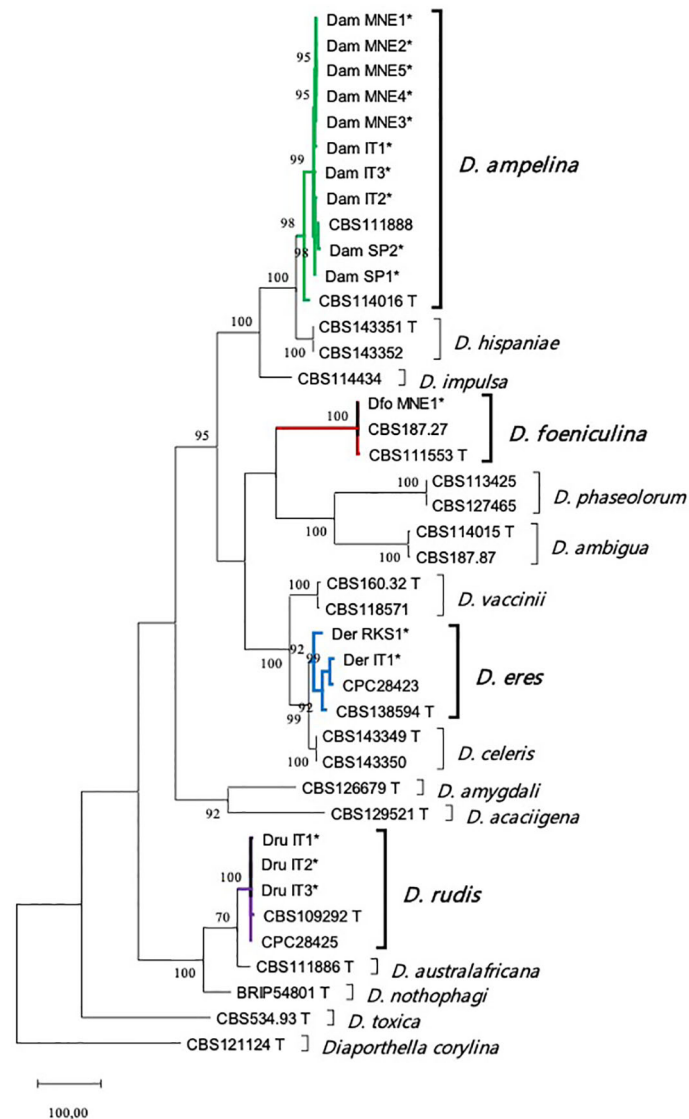 Dam MNE1*
Dam MNE2*
95
Dam MNE5*
95
Dam MNE4*
Dam MNE3*
Dam IT1*
99
D. ampelina
Dam IT3*
Dam IT2*
98
CBS111888
98
Dam SP2*
100
Dam SP1*
CBS114016 T
100
CBS143351 T
D. hispaniae
100
CBS143352
CBS114434
D. impulsa
Dfo MNE1*
100
95
CBS187.27
D. foeniculina
CBS111553 T
100
CBS113425
D. phaseolorum
CBS127465
100
CBS114015 T
D. ambigua
100
CBS187.87
100
CBS160.32 T
D. vaccinii
CBS118571
Der RKS1*
92
99
100
Der IT1*
D. eres
CPC28423
92
CBS138594 T
99
CBS143349 T
D. celeris
100
CBS143350
CBS126679 T
D. amygdali
92
CBS129521 T
D. acaciigena
Dru IT1*
Dru IT2*
100
Dru IT3*
D. rudis
70
CBS109292 T
CPC28425
100
CBS111886 T
D. australafricana
BRIP54801 T
D. nothophagi
CBS534.93 T
D. toxica
CBS121124 T
Diaporthella corylina
100,00